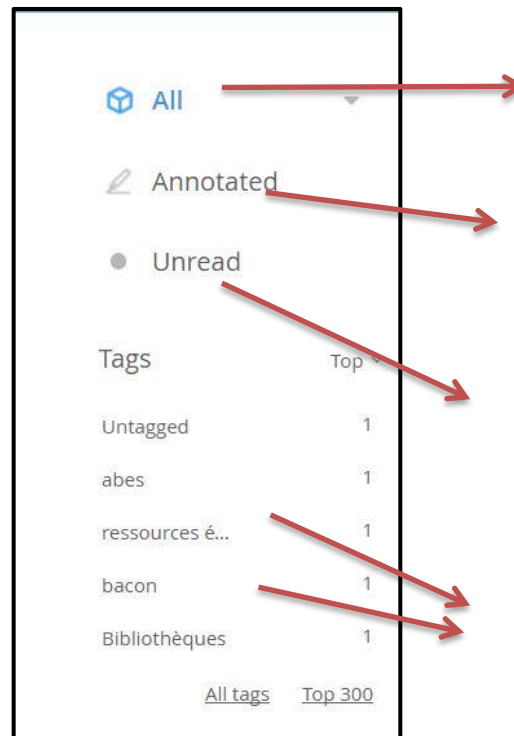 All
Annotated
Unread
Tags Top
Untagged 1
abes 1
ressources é... 1
bacon 1
Bibliothèques 1
All tags Top 300